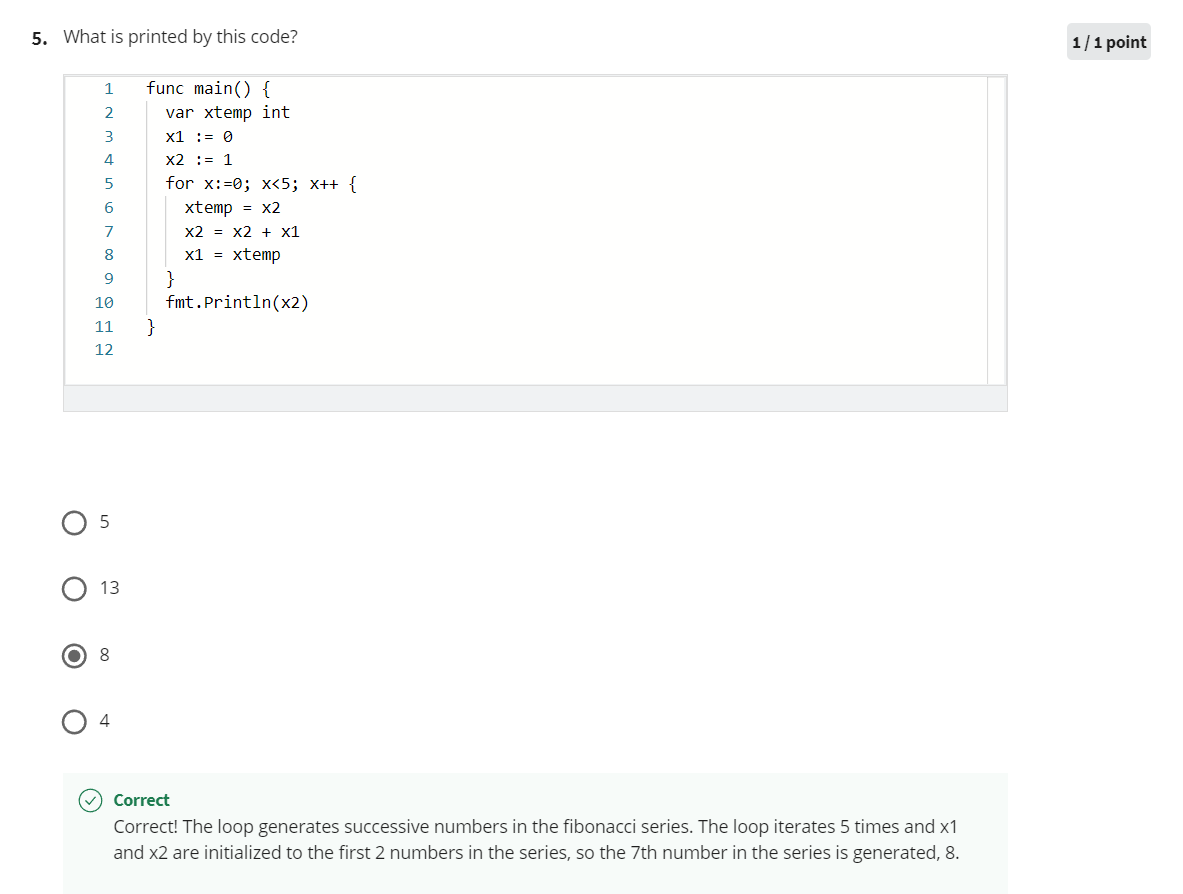 5. What is printed by this code?
1 / 1 point
1 func main() {
2 var xtemp int
3 x1 := 0
4 x2 := 1
5 for x:=0; x<5; x++ {
6 xtemp = x2
7 x2 = x2 + x1
8 x1 = xtemp
9 }
10 fmt.Println(x2)
11 }
12
5
13
8
4
Correct
Correct! The loop generates successive numbers in the fibonacci series. The loop iterates 5 times and x1
and x2 are initialized to the first 2 numbers in the series, so the 7th number in the series is generated, 8.